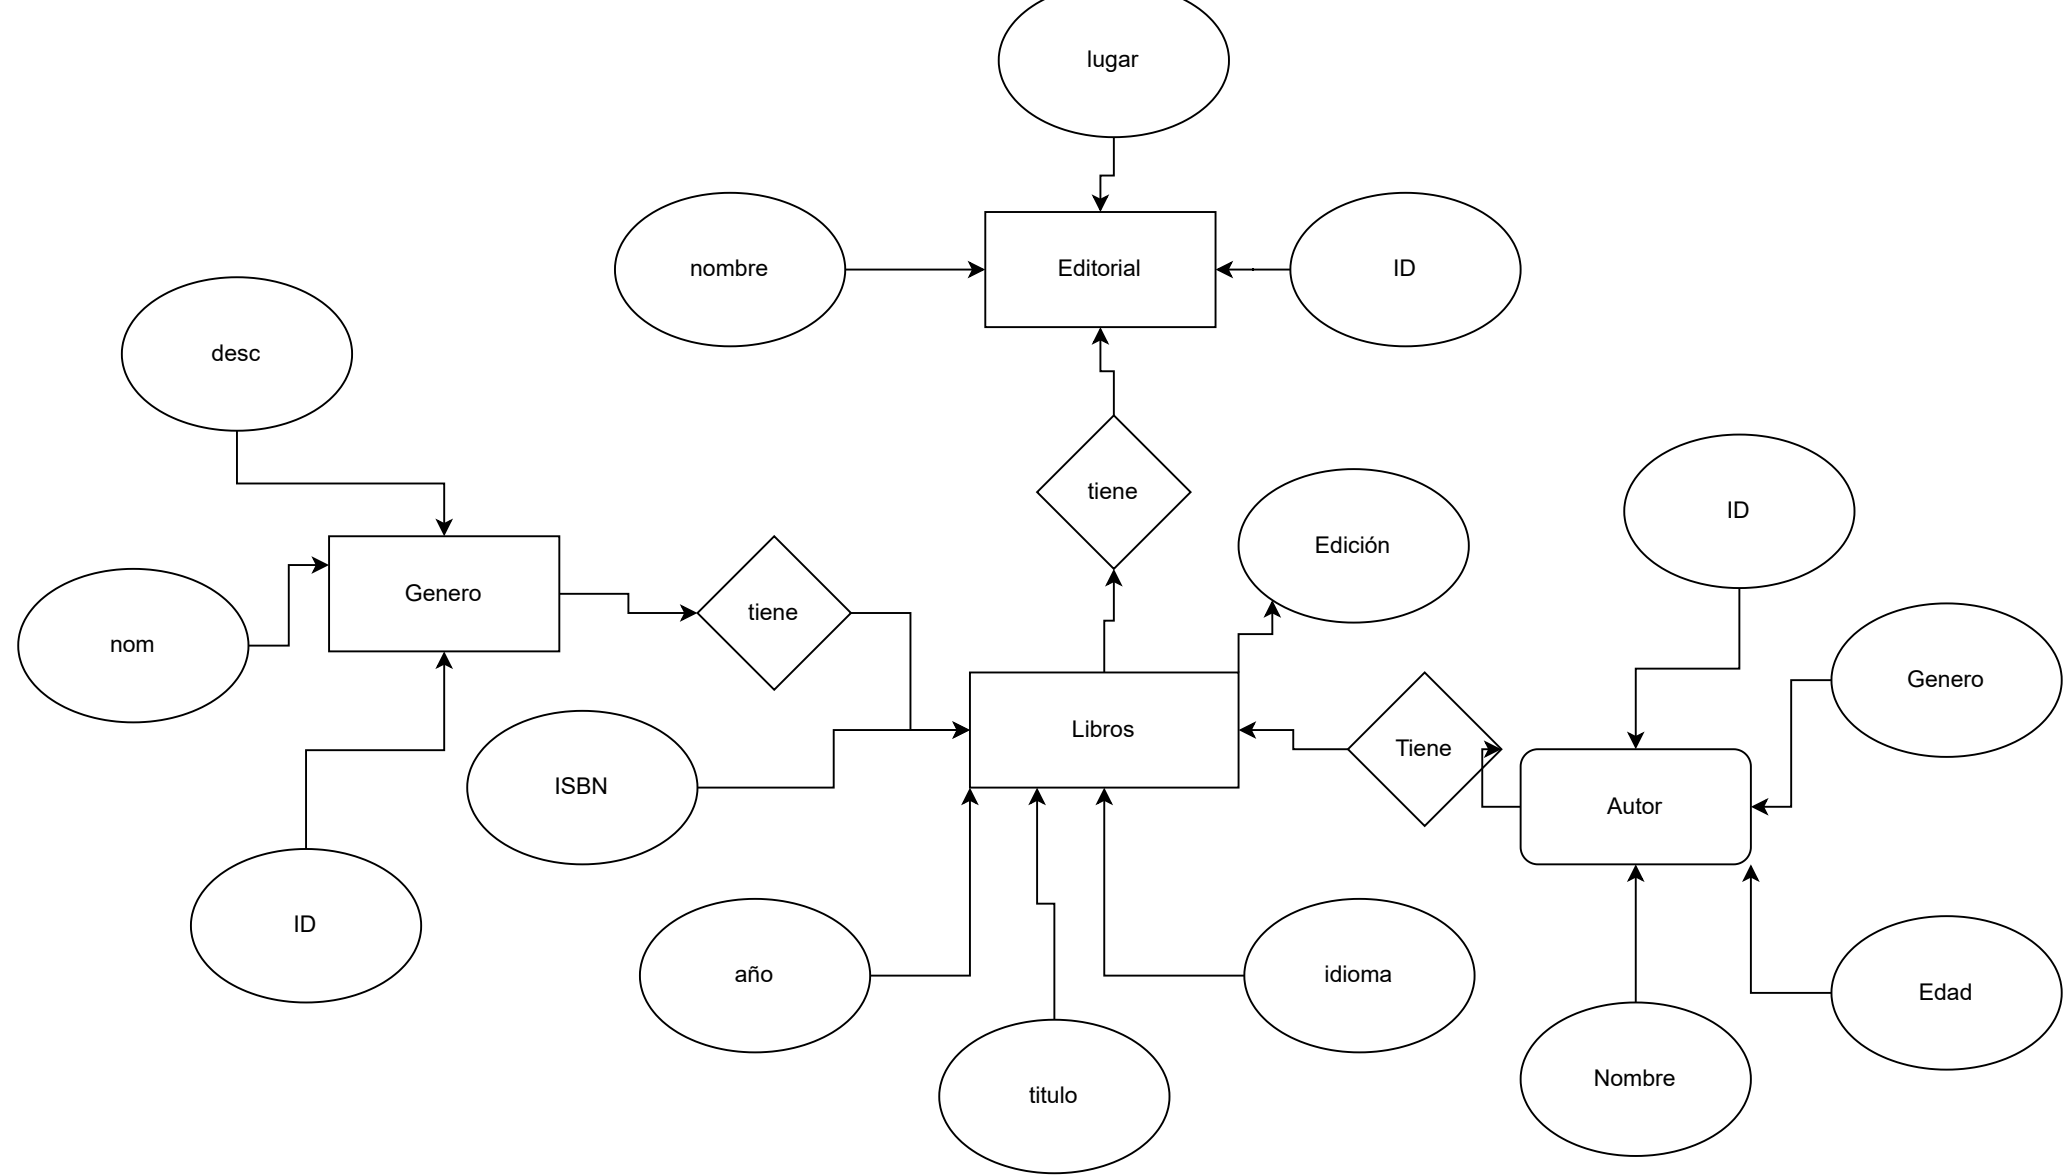 lugar
nombre
Editorial
ID
desc
tiene
Edición
ID
nom
Genero
tiene
Genero
ISBN
Libros
Tiene
Autor
ID
año
idioma
Edad
titulo
Nombre